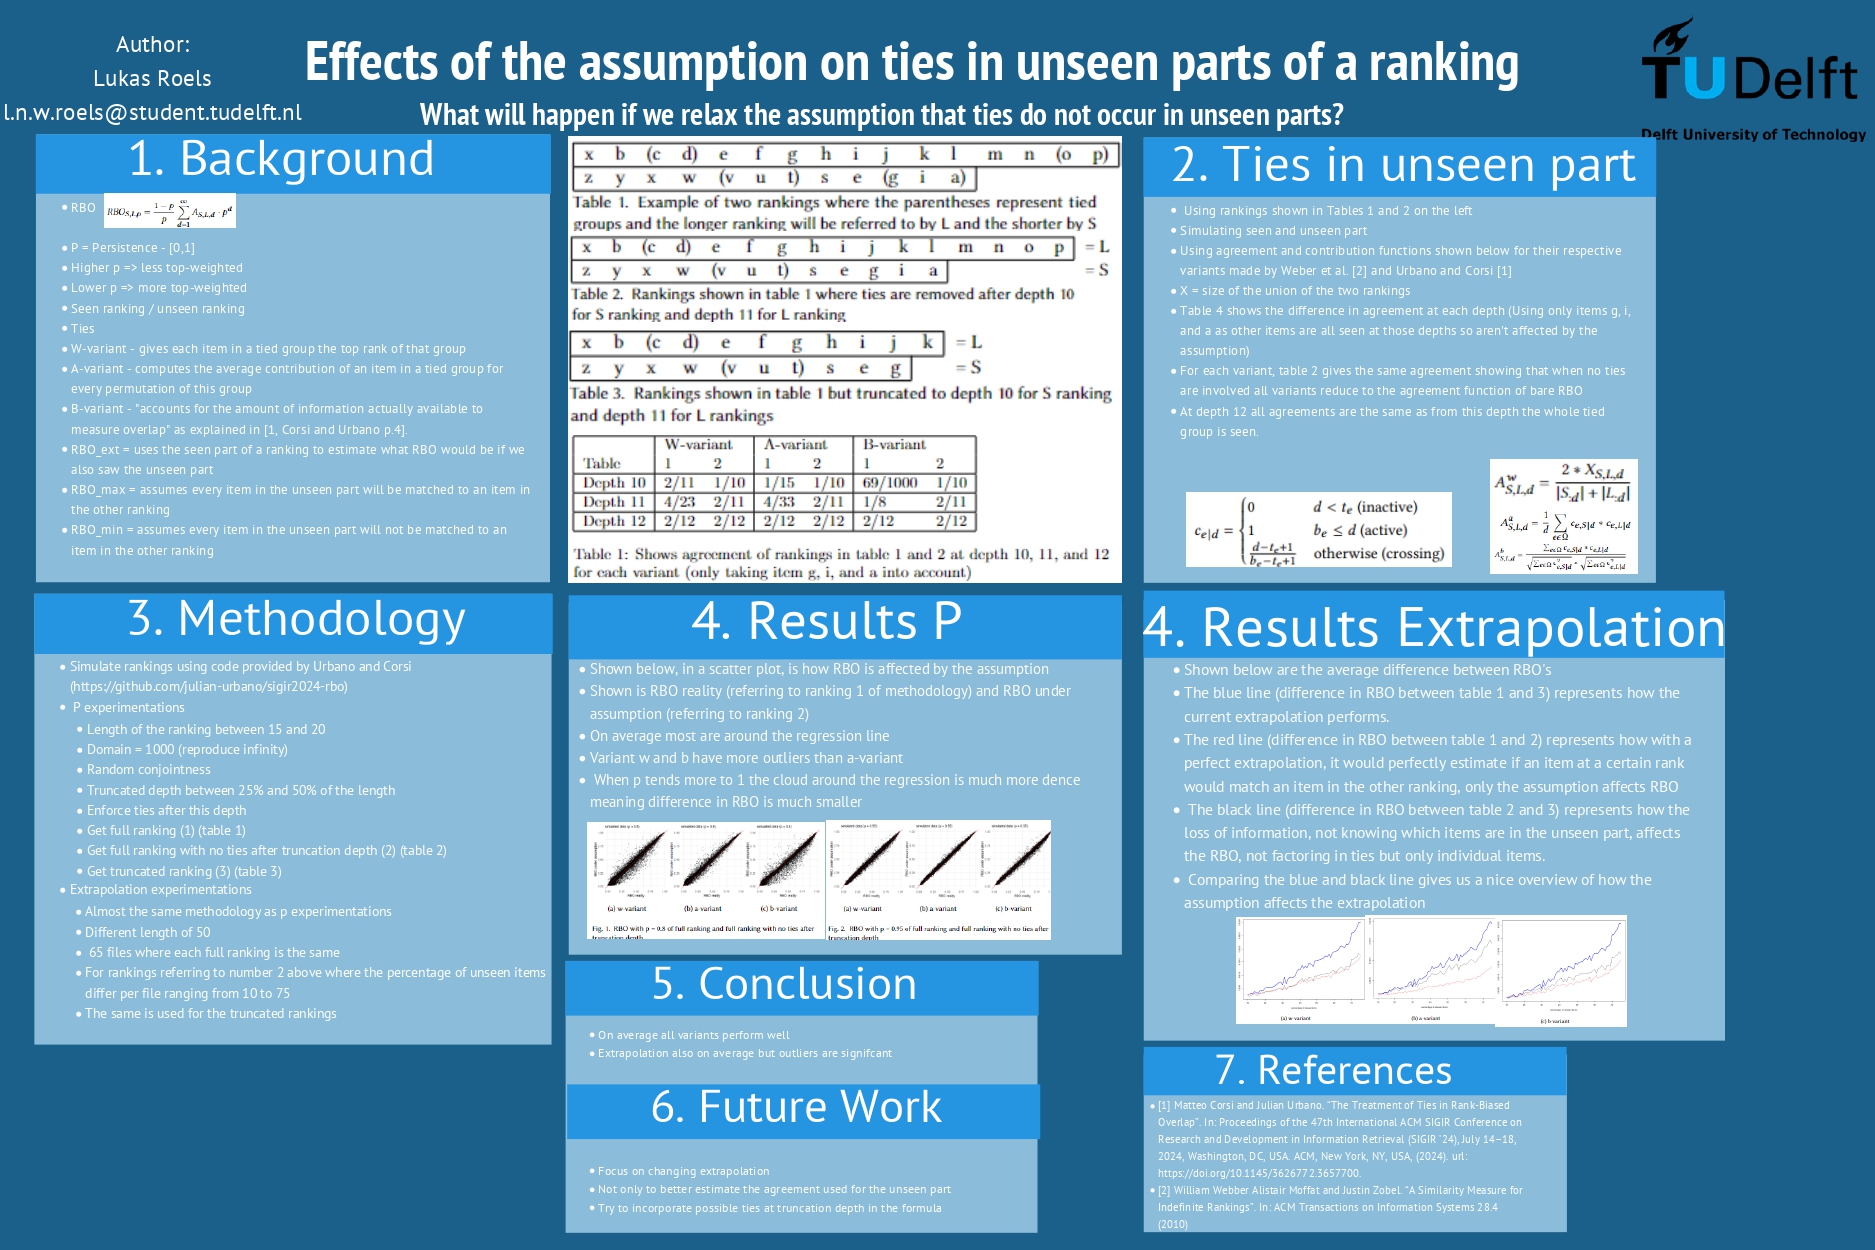 Author:
Lukas Roels
l.n.w.roels@student.tudelft.nl
Effects of the assumption on ties in unseen parts of a ranking
What will happen if we relax the assumption that ties do not occur in unseen parts?
TUDelft
Delft University of Technology
1. Background
• RBO
RBO_{S,L,p} = \frac{1-p}{p} \sum_{d=1}^{∞} A_{S,L,d} · p^d
• P = Persistence - [0,1]
• Higher p => less top-weighted
• Lower p => more top-weighted
• Seen ranking / unseen ranking
• Ties
• W-variant - gives each item in a tied group the top rank of that group
• A-variant - computes the average contribution of an item in a tied group for
every permutation of this group
• B-variant - "accounts for the amount of information actually available to
measure overlap" as explained in [1, Corsi and Urbano p.4].
• RBO_ext = uses the seen part of a ranking to estimate what RBO would be if we
also saw the unseen part
• RBO_max = assumes every item in the unseen part will be matched to an item in
the other ranking
• RBO_min = assumes every item in the unseen part will not be matched to an
item in the other ranking
x b (c d) e f g h i j k l m n (o p)
z y x w (v u t) s e (g i a)
Table 1. Example of two rankings where the parentheses represent tied
groups and the longer ranking will be referred to by L and the shorter by S
x b (c d) e f g h i j k l m n o p = L
z y x w (v u t) s e g i a = S
Table 2. Rankings shown in table 1 where ties are removed after depth 10
for S ranking and depth 11 for L ranking
x b (c d) e f g h i j k = L
z y x w (v u t) s e g = S
Table 3. Rankings shown in table 1 but truncated to depth 10 for S ranking
and depth 11 for L rankings
W-variant A-variant B-variant
Table 1 2 1 2 1 2
Depth 10 2/11 1/10 1/15 1/10 69/1000 1/10
Depth 11 4/23 2/11 4/33 2/11 1/8 2/11
Depth 12 2/12 2/12 2/12 2/12 2/12 2/12
Table 1: Shows agreement of rankings in table 1 and 2 at depth 10, 11, and 12
for each variant (only taking item g, i, and a into account)
2. Ties in unseen part
• Using rankings shown in Tables 1 and 2 on the left
• Simulating seen and unseen part
• Using agreement and contribution functions shown below for their respective
variants made by Weber et al. [2] and Urbano and Corsi [1]
• X = size of the union of the two rankings
• Table 4 shows the difference in agreement at each depth (Using only items g, i,
and a as other items are all seen at those depths so aren't affected by the
assumption)
• For each variant, table 2 gives the same agreement showing that when no ties
are involved all variants reduce to the agreement function of bare RBO
• At depth 12 all agreements are the same as from this depth the whole tied
group is seen.
c_{e|d} = { 0 d < t_e (inactive)
1 b_e ≤ d (active)
\frac{d-t_e+1}{b_e-t_e+1} otherwise (crossing)
A^w_{S,L,d} = \frac{2 * X_{S,L,d}}{|S_{:d}| + |L_{:d}|}
A^a_{S,L,d} = \frac{1}{d} \sum_{e∈Ω} c_{e,S|d} * c_{e,L|d}
A^b_{S,L,d} = \frac{\sum_{e∈Ω} c_{e,S|d} * c_{e,L|d}}{\sqrt{\sum_{e∈Ω} c^2_{e,S|d}} * \sqrt{\sum_{e∈Ω} c^2_{e,L|d}}}
3. Methodology
• Simulate rankings using code provided by Urbano and Corsi
(https://github.com/julian-urbano/sigir2024-rbo)
• P experimentations
• Length of the ranking between 15 and 20
• Domain = 1000 (reproduce infinity)
• Random conjointness
• Truncated depth between 25% and 50% of the length
• Enforce ties after this depth
• Get full ranking (1) (table 1)
• Get full ranking with no ties after truncation depth (2) (table 2)
• Get truncated ranking (3) (table 3)
• Extrapolation experimentations
• Almost the same methodology as p experimentations
• Different length of 50
• 65 files where each full ranking is the same
• For rankings referring to number 2 above where the percentage of unseen items
differ per file ranging from 10 to 75
• The same is used for the truncated rankings
4. Results P
• Shown below, in a scatter plot, is how RBO is affected by the assumption
• Shown is RBO reality (referring to ranking 1 of methodology) and RBO under
assumption (referring to ranking 2)
• On average most are around the regression line
• Variant w and b have more outliers than a-variant
• When p tends more to 1 the cloud around the regression is much more dence
meaning difference in RBO is much smaller
(a) w-variant (b) a-variant (c) b-variant
Fig. 1. RBO with p = 0.8 of full ranking and full ranking with no ties after
truncation depth
(a) w-variant (b) a-variant (c) b-variant
Fig. 2. RBO with p = 0.95 of full ranking and full ranking with no ties after
truncation depth
4. Results Extrapolation
• Shown below are the average difference between RBO's
• The blue line (difference in RBO between table 1 and 3) represents how the
current extrapolation performs.
• The red line (difference in RBO between table 1 and 2) represents how with a
perfect extrapolation, it would perfectly estimate if an item at a certain rank
would match an item in the other ranking, only the assumption affects RBO
• The black line (difference in RBO between table 2 and 3) represents how the
loss of information, not knowing which items are in the unseen part, affects
the RBO, not factoring in ties but only individual items.
• Comparing the blue and black line gives us a nice overview of how the
assumption affects the extrapolation
(a) w-variant
(b) a-variant
(c) b-variant
5. Conclusion
• On average all variants perform well
• Extrapolation also on average but outliers are signifcant
6. Future Work
• Focus on changing extrapolation
• Not only to better estimate the agreement used for the unseen part
• Try to incorporate possible ties at truncation depth in the formula
7. References
• [1] Matteo Corsi and Julian Urbano. "The Treatment of Ties in Rank-Biased
Overlap". In: Proceedings of the 47th International ACM SIGIR Conference on
Research and Development in Information Retrieval (SIGIR '24), July 14–18,
2024, Washington, DC, USA. ACM, New York, NY, USA, (2024). url:
https://doi.org/10.1145/3626772.3657700.
• [2] William Webber Alistair Moffat and Justin Zobel. "A Similarity Measure for
Indefinite Rankings". In: ACM Transactions on Information Systems 28.4
(2010)